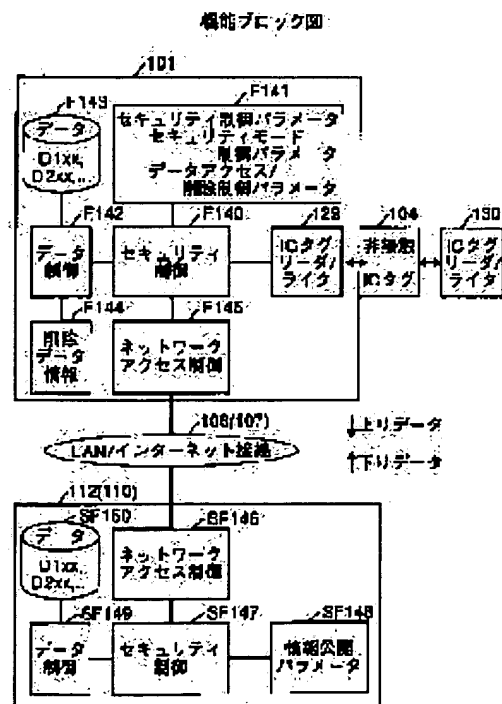 機能ブロック図
101
F143
データ
D1xx,
D2xx,...
F141
セキュリティ制御パラメータ
セキュリティモード
制御パラメータ
データアクセス/
削除制御パラメータ
F142
データ
制御
F140
セキュリティ
制御
129
ICタグ
リーダ/
ライタ
104
ICタグ
130
ICタグ
リーダ/
ライタ
F144
削除
データ
情報
F145
ネットワーク
アクセス制御
108(107)
LAN/インターネット接続
↓上りデータ
↑下りデータ
112(110)
SF150
データ
D1xx,
D2xx,...
SF146
ネットワーク
アクセス制御
SF149
データ
制御
SF147
セキュリティ
制御
SF148
情報公開
パラメータ